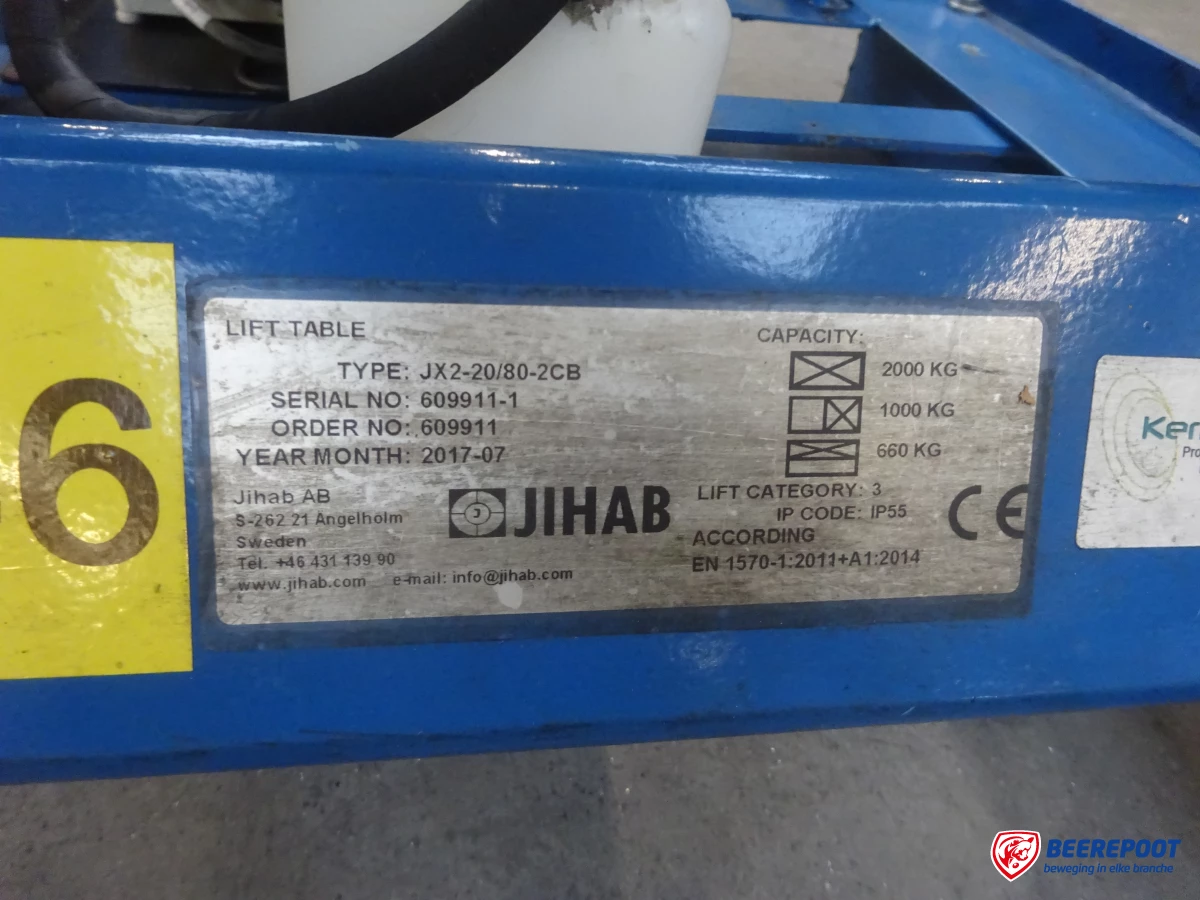 6
LIFT TABLE
TYPE: JX2-20/80-2CB
SERIAL NO: 609911-1
ORDER NO: 609911
YEAR MONTH: 2017-07
Jihab AB
S-262 21 Angelholm
Sweden
Tel. +46 431 139 90
www.jihab.com e-mail: info@jihab.com
J
JIHAB
CAPACITY:
2000 KG
1000 KG
660 KG
LIFT CATEGORY: 3
IP CODE: IP55
ACCORDING
EN 1570-1:2011+A1:2014
CE
Ker
Pro
BEEREPOOT
beweging in elke branche